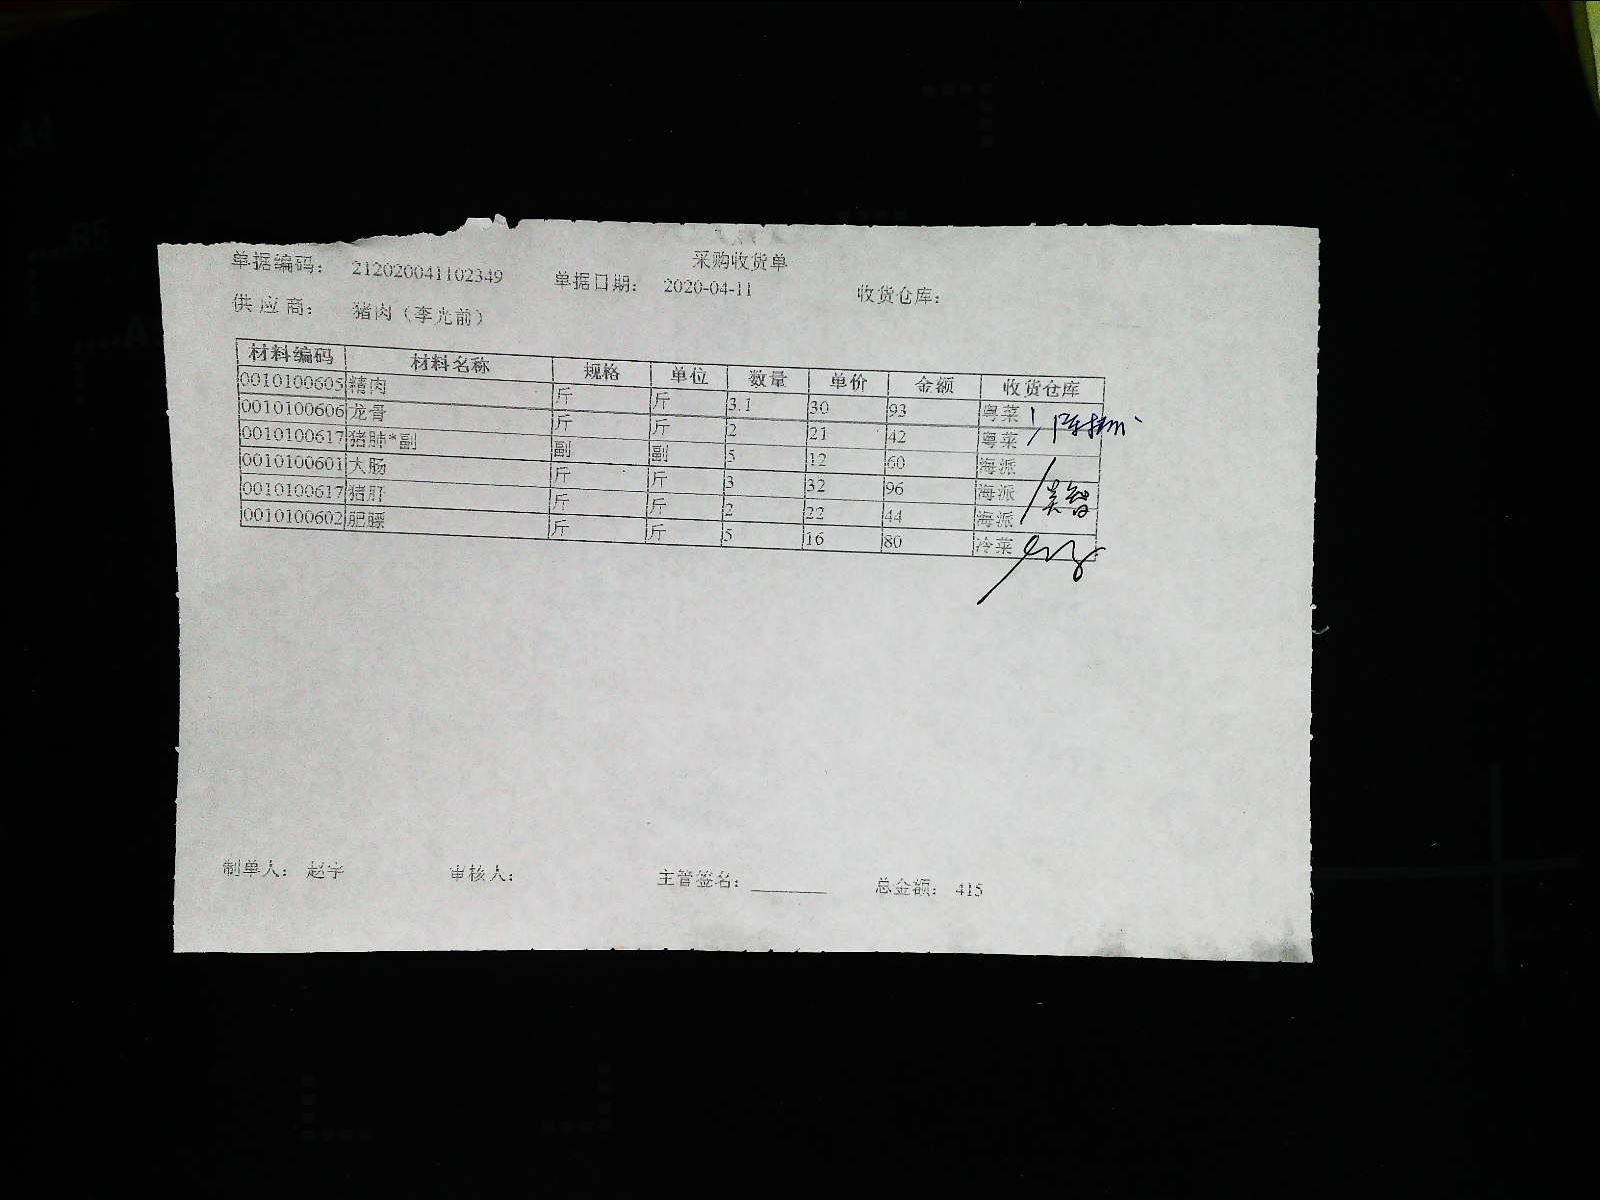 采购收货单
单据编码: 212020041102349 单据日期: 2020-04-11 收货仓库:
供应商: 猪肉（李光前）
材料编码 材料名称 规格 单位 数量 单价 金额 收货仓库
0010100605 精肉 斤 斤 3.1 30 93 粤菜
0010100606 龙骨 斤 斤 2 21 42 粤菜
0010100617 猪肺*副 副 副 5 12 60 海派
0010100601 大肠 斤 斤 3 32 96 海派
0010100617 猪肝 斤 斤 2 22 44 海派
0010100602 肥膘 斤 斤 5 16 80 冷菜
制单人: 赵宇 审核人: 主管签名: 总金额: 415